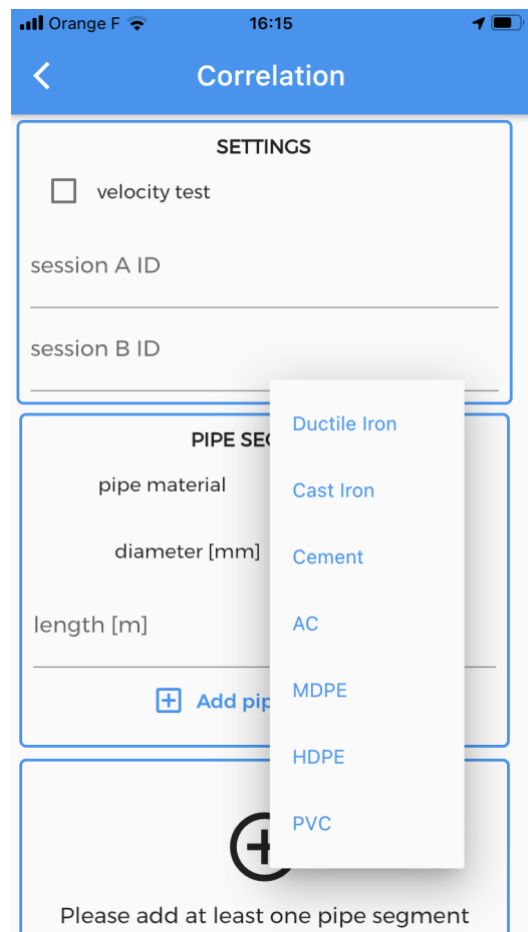 Orange F 16:15
Correlation
SETTINGS
velocity test
session A ID
session B ID
PIPE SE
pipe material
diameter [mm]
length [m]
Add pip
Ductile Iron
Cast Iron
Cement
AC
MDPE
HDPE
PVC
Please add at least one pipe segment